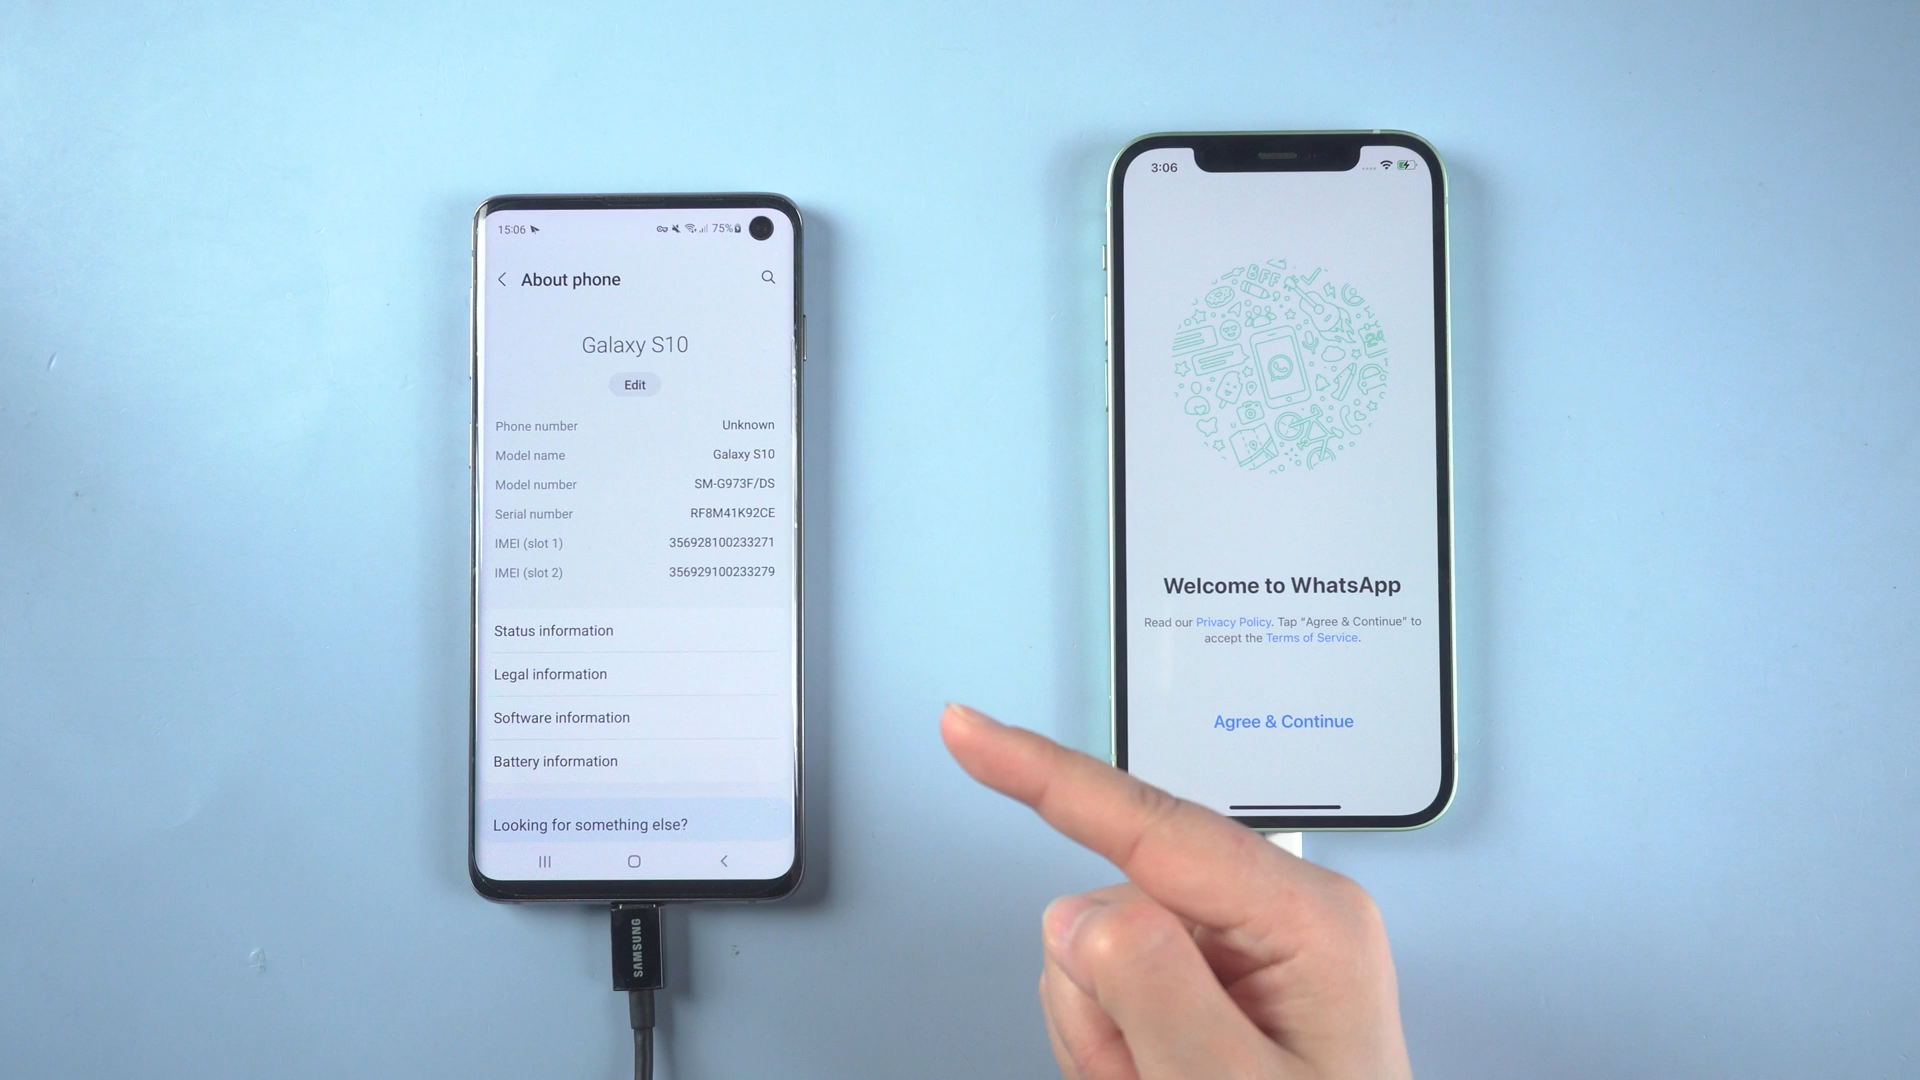 15:06
75%
About phone
Galaxy S10
Edit
Phone number Unknown
Model name Galaxy S10
Model number SM-G973F/DS
Serial number RF8M41K92CE
IMEI (slot 1) 356928100233271
IMEI (slot 2) 356929100233279
Status information
Legal information
Software information
Battery information
Looking for something else?
SAMSUNG
3:06
BFF
24
Welcome to WhatsApp
Read our Privacy Policy. Tap “Agree & Continue” to
accept the Terms of Service.
Agree & Continue